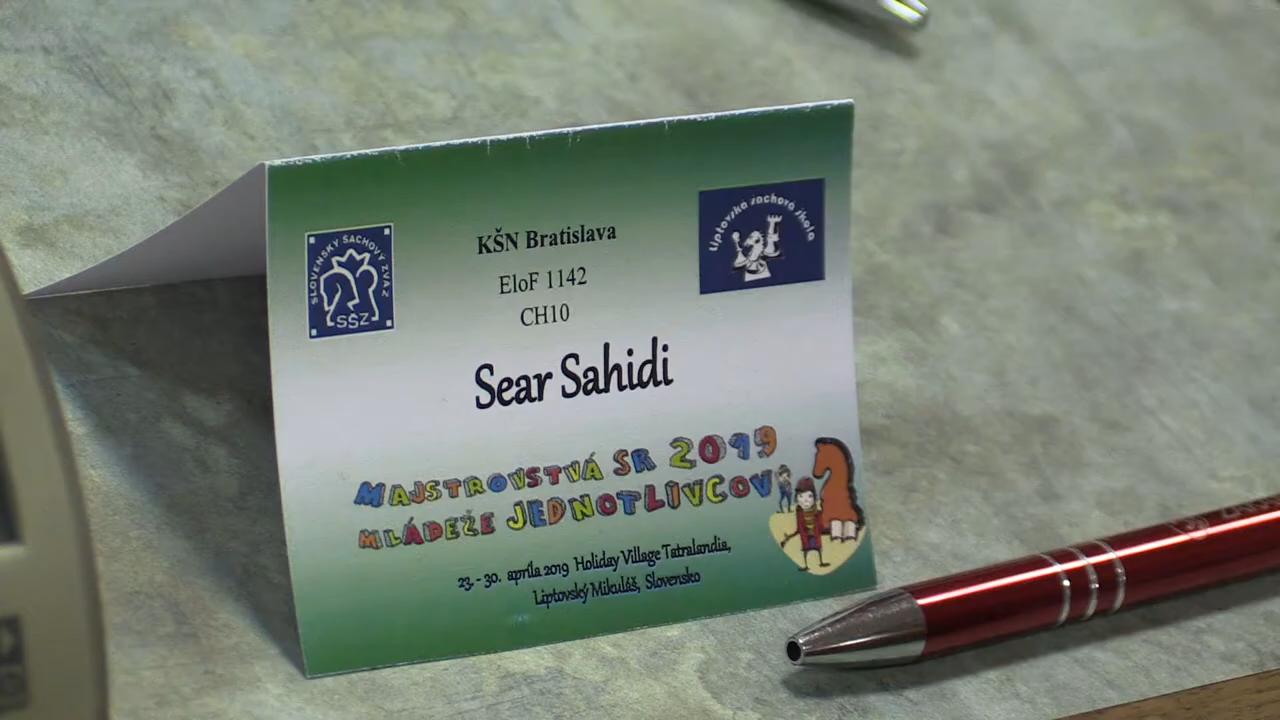 SLOVENSKÝ ŠACHOVÝ ZVÄZ
SŠZ
KŠN Bratislava
EloF 1142
CH10
Liptovská šachová škola
Sear Sahidi
MAJSTROVSTVÁ SR 2019
MLÁDEŽE JEDNOTLIVCOV
23. - 30. apríla 2019 Holiday Village Tatralandia,
Liptovský Mikuláš, Slovensko